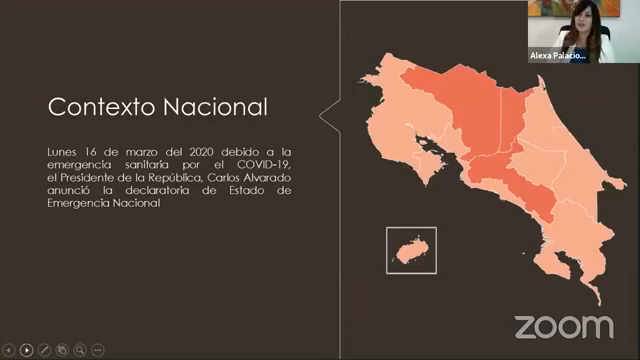 Alexa Palacio...
Contexto Nacional
Lunes 16 de marzo del 2020 debido a la
emergencia sanitaria por el COVID-19,
el Presidente de la República, Carlos Alvarado
anunció la declaratoria de Estado de
Emergencia Nacional
zoom